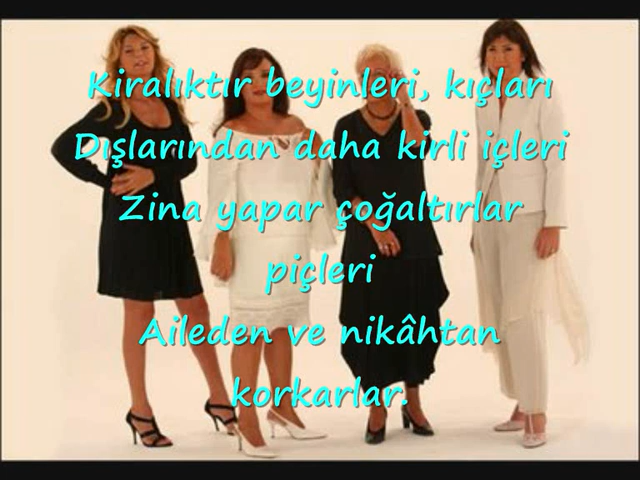 Kiralıktır beyinleri, kıçları
Dışlarından daha kirli içleri
Zina yapar çoğaltırlar
piçleri
Aileden ve nikâhtan
korkarlar.